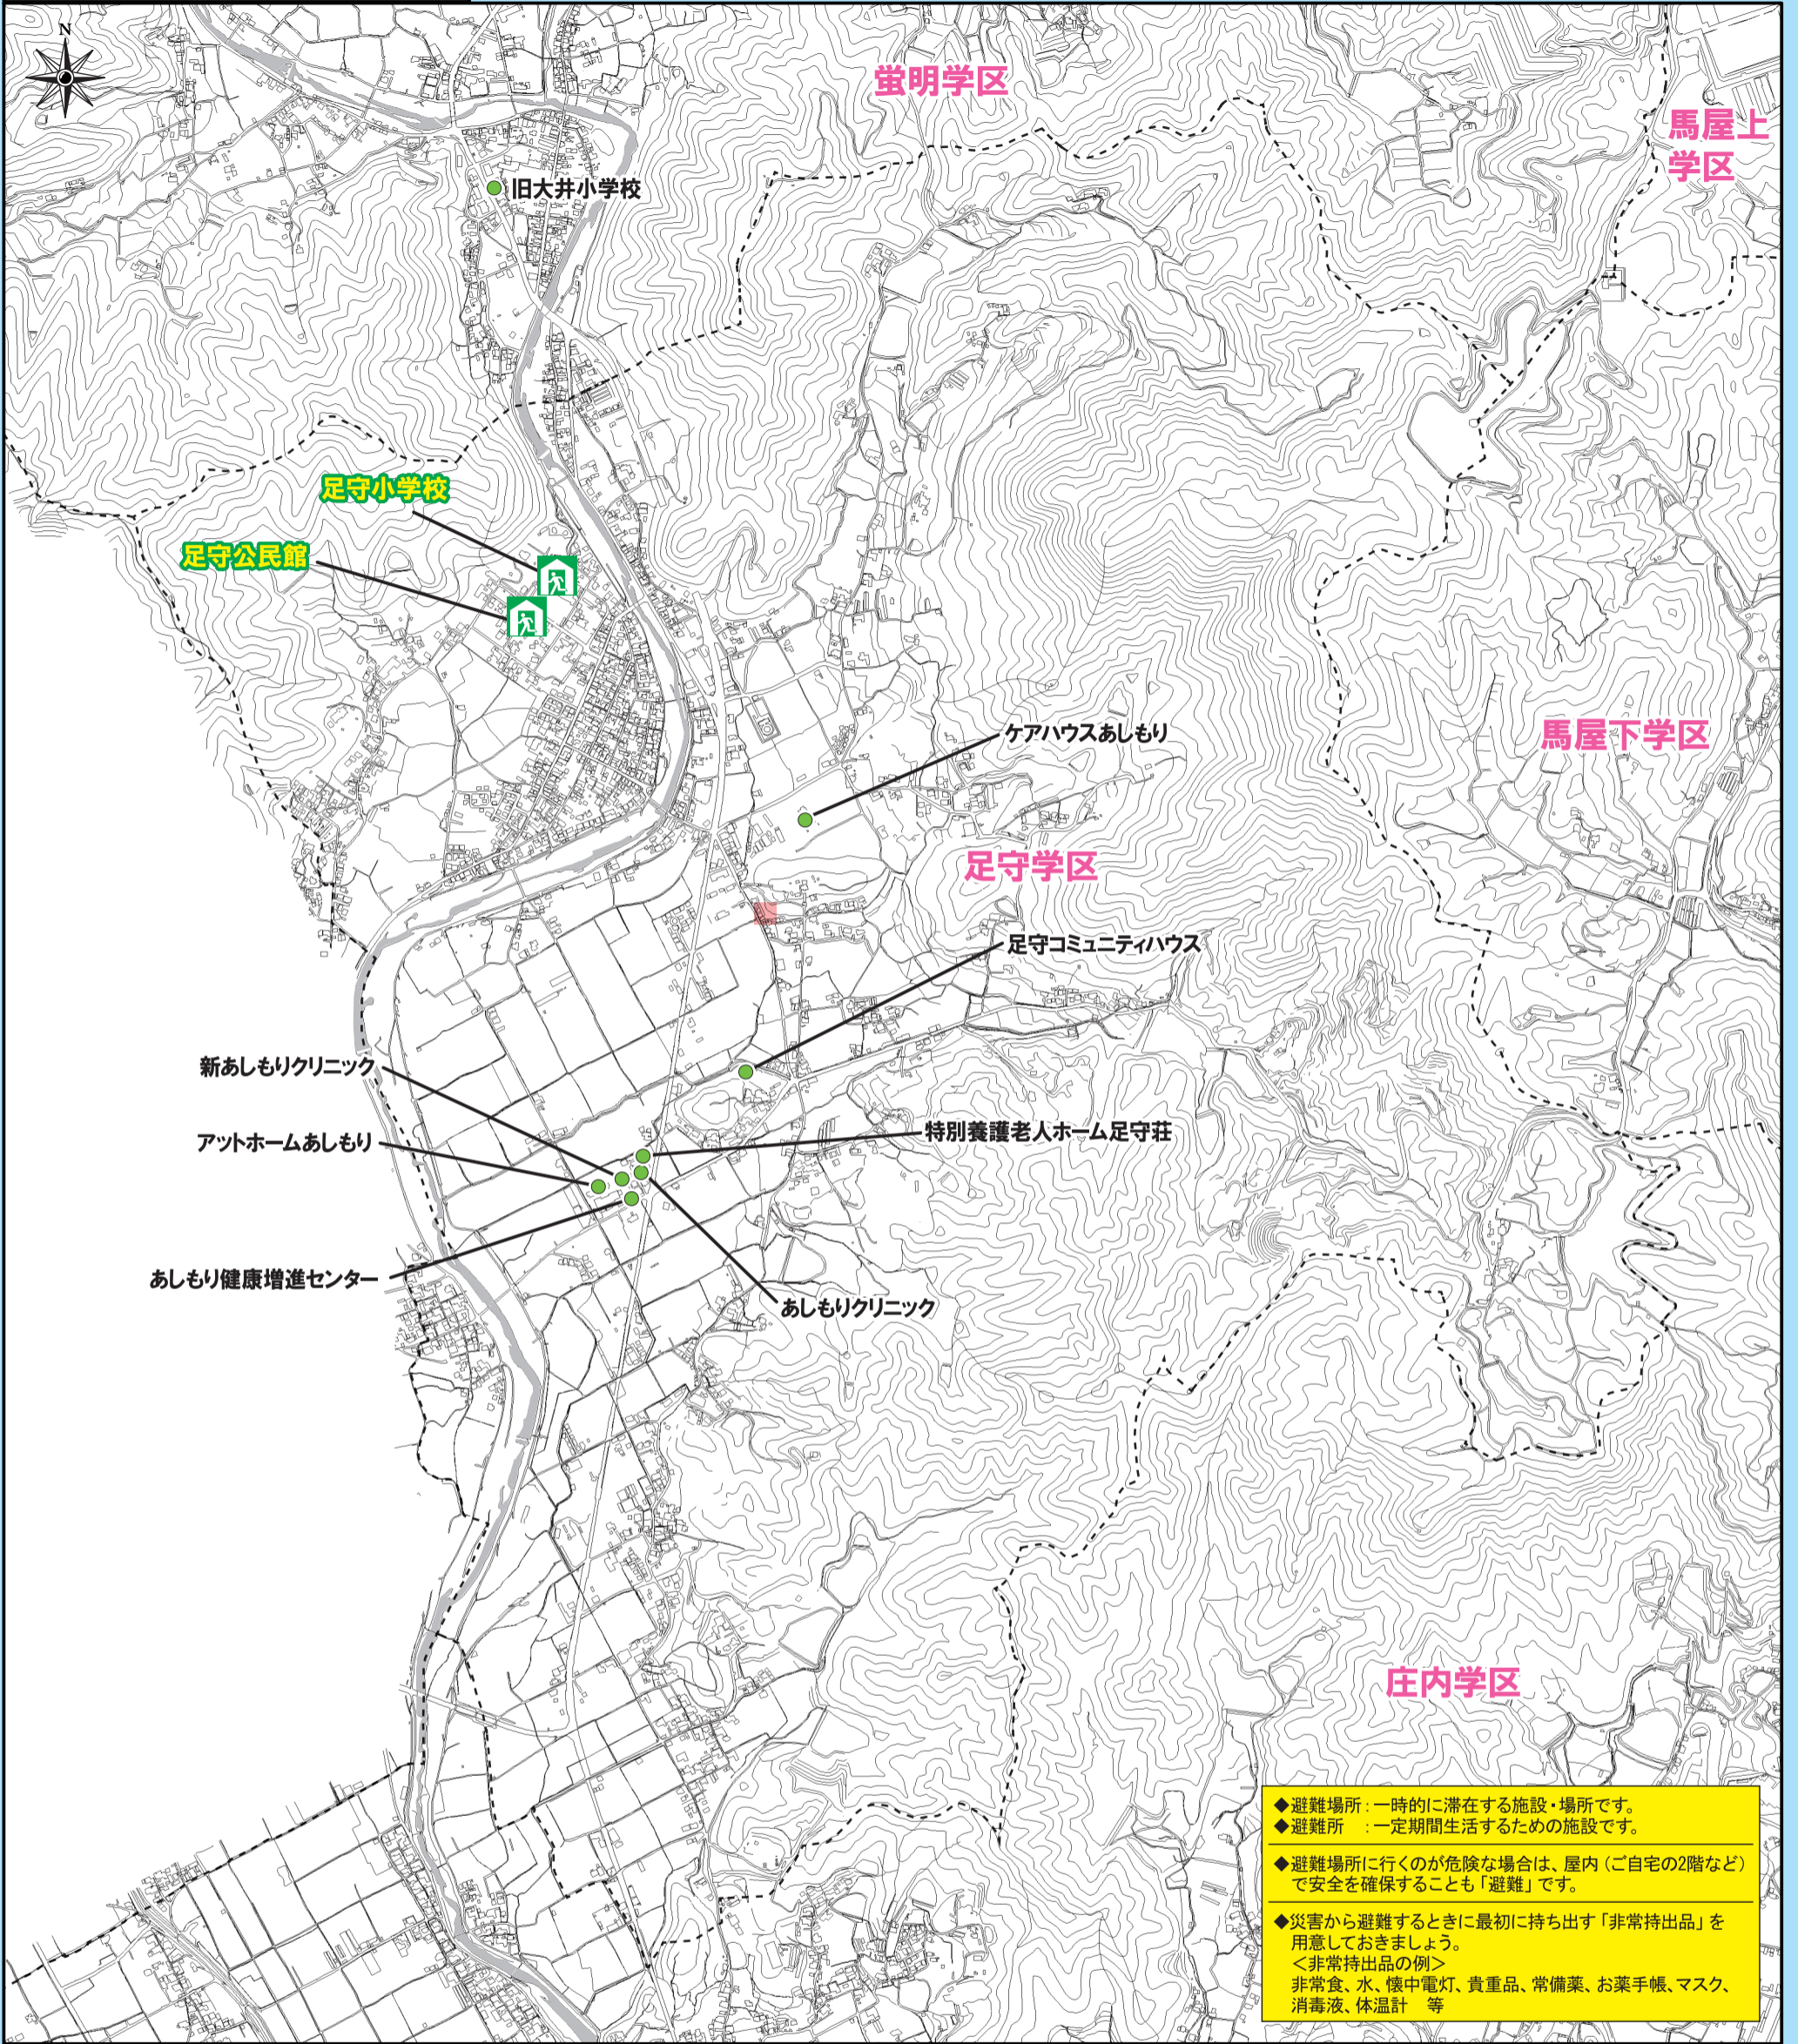 N
蛍明学区
馬屋上
学区
旧大井小学校
足守小学校
足守公民館
ケアハウスあしもり
馬屋下学区
足守学区
足守コミュニティハウス
新あしもりクリニック
アットホームあしもり
特別養護老人ホーム足守荘
あしもり健康増進センター
あしもりクリニック
庄内学区
◆避難場所：一時的に滞在する施設・場所です。
◆避難所　：一定期間生活するための施設です。
◆避難場所に行くのが危険な場合は、屋内（ご自宅の2階など）
で安全を確保することも「避難」です。
◆災害から避難するときに最初に持ち出す「非常持出品」を
用意しておきましょう。
＜非常持出品の例＞
非常食、水、懐中電灯、貴重品、常備薬、お薬手帳、マスク、
消毒液、体温計　等